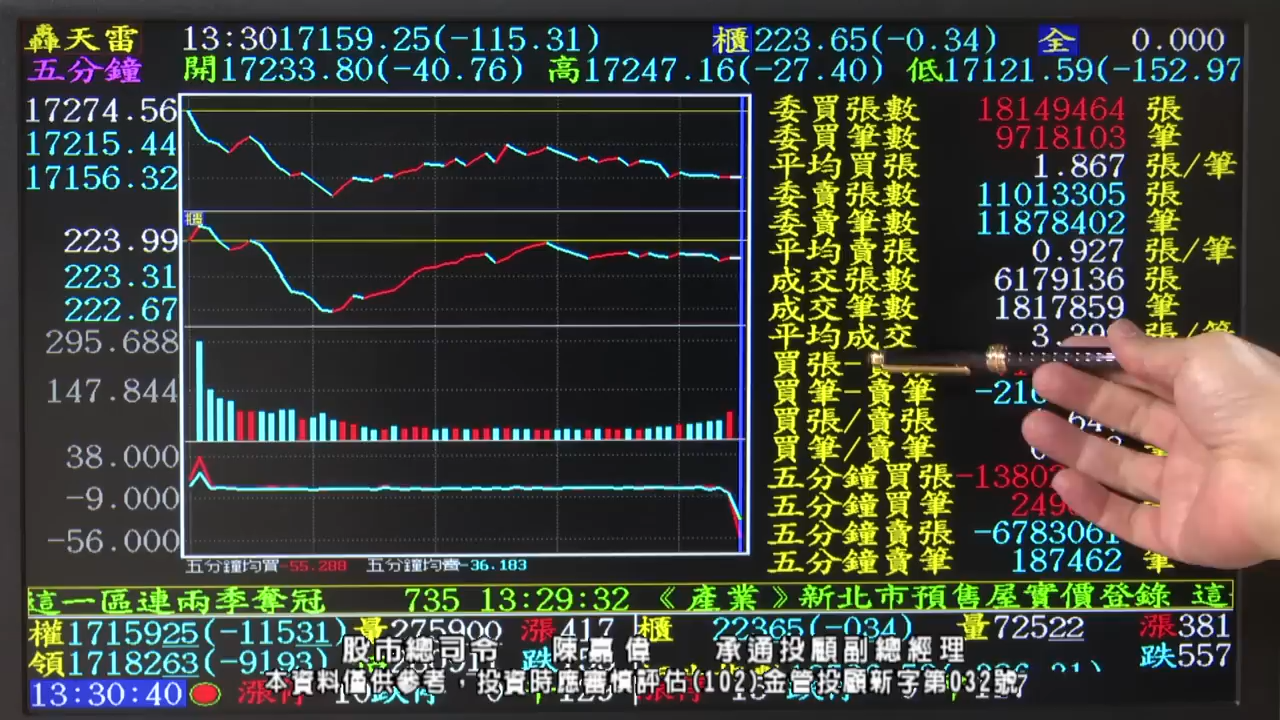 轟天雷 13:30 17159.25(-115.31) 櫃 223.65(-0.34) 全 0.000
五分鐘 開17233.80(-40.76) 高17247.16(-27.40) 低17121.59(-152.97
17274.56
17215.44
17156.32
櫃
223.99
223.31
222.67
295.688
147.844
38.000
-9.000
-56.000
五分鐘均買-55.288 五分鐘均賣-36.183
委買張數 18149464 張
委買筆數 9718103 筆
平均買張 1.867 張/筆
委賣張數 11013305 張
委賣筆數 11878402 筆
平均賣張 0.927 張/筆
成交張數 6179136 張
成交筆數 1817859 筆
平均成交 3.399 張/筆
買張-賣張
買筆-賣筆 -216
買張/賣張 64
買筆/賣筆
五分鐘買張 -1380
五分鐘買筆 249
五分鐘賣張 -6783061
五分鐘賣筆 187462 筆
這一區連兩季奪冠 735 13:29:32 《產業》新北市預售屋實價登錄 這
權1715925(-11531) 量275900 漲417 櫃 22365(-034) 量72522 漲381
領1718263(-9193) 跌557
股市總司令 陳嘉偉 承通投顧副總經理
本資料僅供參考，投資時應審慎評估(102)金管投顧新字第032號
13:30:40 漲停 跌停